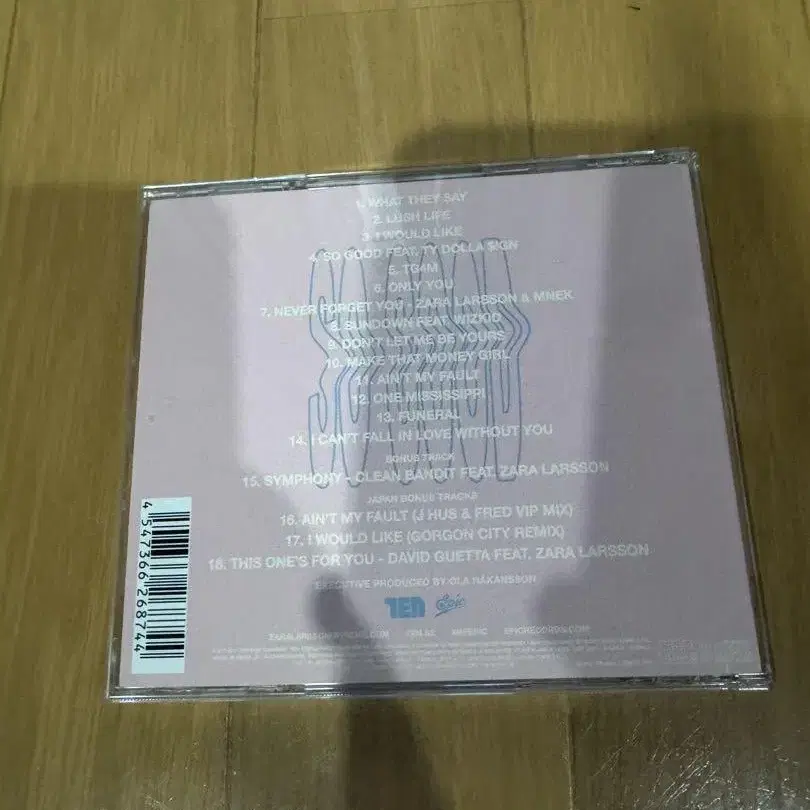 1. WHAT THEY SAY
2. LUSH LIFE
3. I WOULD LIKE
4. SO GOOD FEAT. TY DOLLA $IGN
5. TG4M
6. ONLY YOU
7. NEVER FORGET YOU - ZARA LARSSON & MNEK
8. SUNDOWN FEAT. WIZKID
9. DON'T LET ME BE YOURS
10. MAKE THAT MONEY GIRL
11. AIN'T MY FAULT
12. ONE MISSISSIPPI
13. FUNERAL
14. I CAN'T FALL IN LOVE WITHOUT YOU
BONUS TRACK
15. SYMPHONY - CLEAN BANDIT FEAT. ZARA LARSSON
JAPAN BONUS TRACKS
16. AIN'T MY FAULT (J HUS & FRED VIP MIX)
17. I WOULD LIKE (GORGON CITY REMIX)
18. THIS ONE'S FOR YOU - DAVID GUETTA FEAT. ZARA LARSSON
EXECUTIVE PRODUCED BY OLA HÅKANSSON
TEN Epic
EPICRECORDS.COM
4 547366 268744